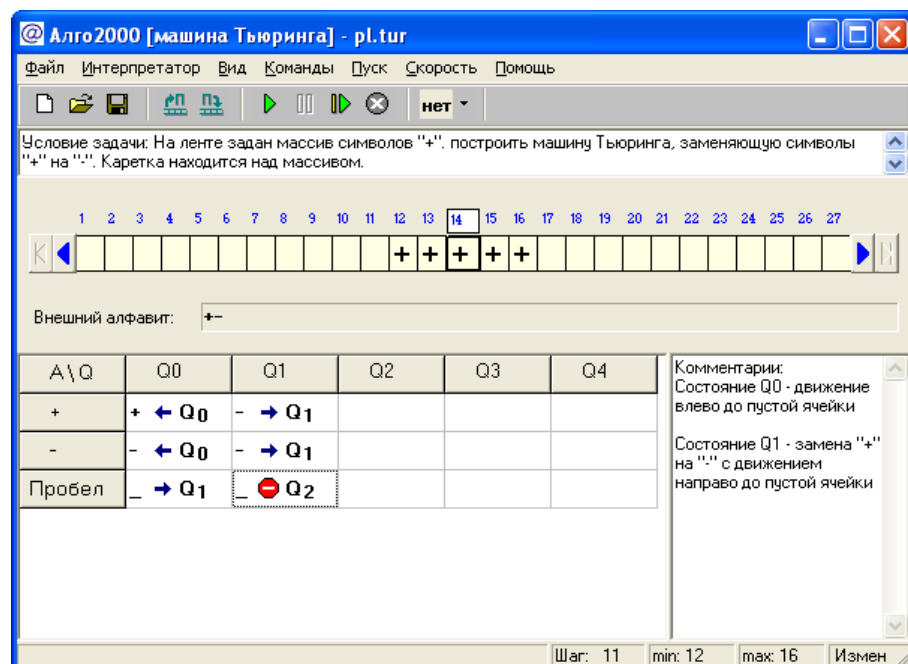 Алго2000 [машина Тьюринга] - pl.tur
Файл Интерпретатор Вид Команды Пуск Скорость Помощь
нет
Условие задачи: На ленте задан массив символов "+". построить машину Тьюринга, заменяющую символы
"+" на "-". Каретка находится над массивом.
1 2 3 4 5 6 7 8 9 10 11 12 13 14 15 16 17 18 19 20 21 22 23 24 25 26 27
+ + + + +
Внешний алфавит: +-
A\Q Q0 Q1 Q2 Q3 Q4
+ + ← Q0 - → Q1
- - ← Q0 - → Q1
Пробел _ → Q1 _ Q2
Комментарии:
Состояние Q0 - движение
влево до пустой ячейки
Состояние Q1 - замена "+"
на "-" с движением
направо до пустой ячейки
Шаг: 11 min: 12 max: 16 Измен